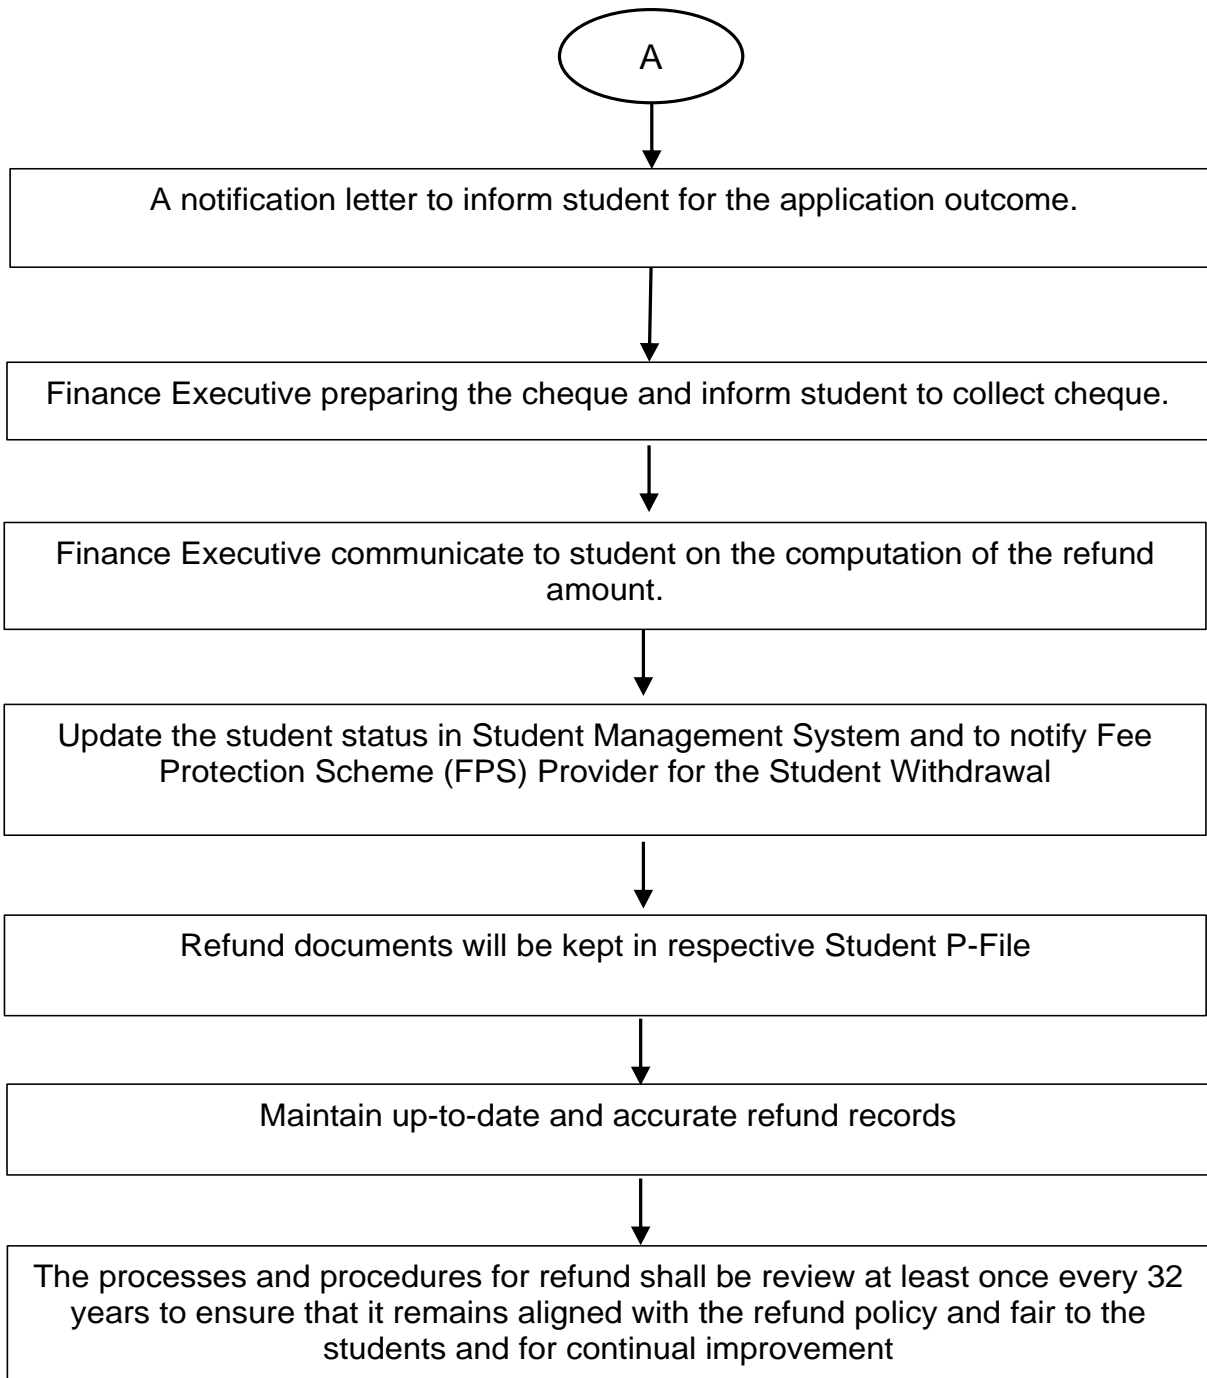 A
A notification letter to inform student for the application outcome.
Finance Executive preparing the cheque and inform student to collect cheque.
Finance Executive communicate to student on the computation of the refund
amount.
Update the student status in Student Management System and to notify Fee
Protection Scheme (FPS) Provider for the Student Withdrawal
Refund documents will be kept in respective Student P-File
Maintain up-to-date and accurate refund records
The processes and procedures for refund shall be review at least once every 32
years to ensure that it remains aligned with the refund policy and fair to the
students and for continual improvement